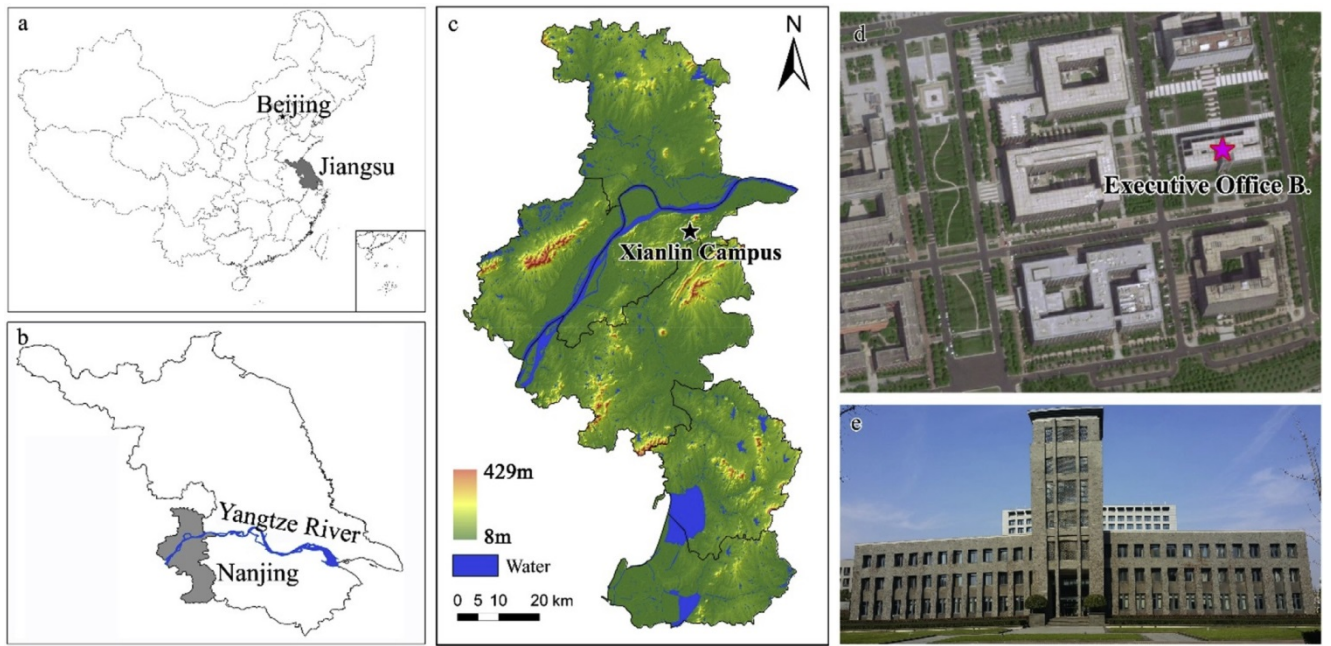 a
Beijing
Jiangsu
b
Yangtze River
Nanjing
c
N
Xianlin Campus
429m
8m
Water
0 5 10 20 km
d
Executive Office B.
e